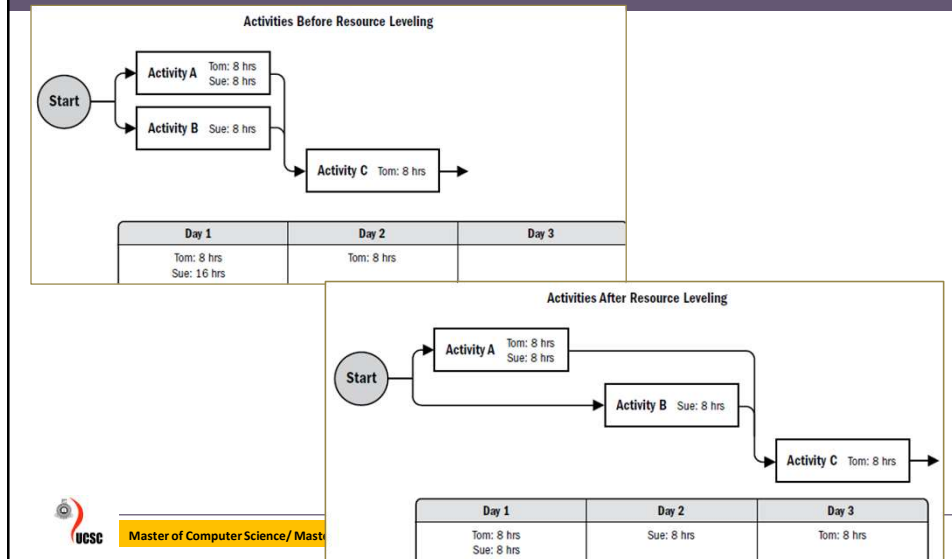 Activities Before Resource Leveling
Start
Activity A Tom: 8 hrs
Sue: 8 hrs
Activity B Sue: 8 hrs
Activity C Tom: 8 hrs
Day 1 Day 2 Day 3
Tom: 8 hrs Tom: 8 hrs
Sue: 16 hrs
Activities After Resource Leveling
Start
Activity A Tom: 8 hrs
Sue: 8 hrs
Activity B Sue: 8 hrs
Activity C Tom: 8 hrs
Day 1 Day 2 Day 3
Tom: 8 hrs Sue: 8 hrs Tom: 8 hrs
Sue: 8 hrs
UCSC
Master of Computer Science/